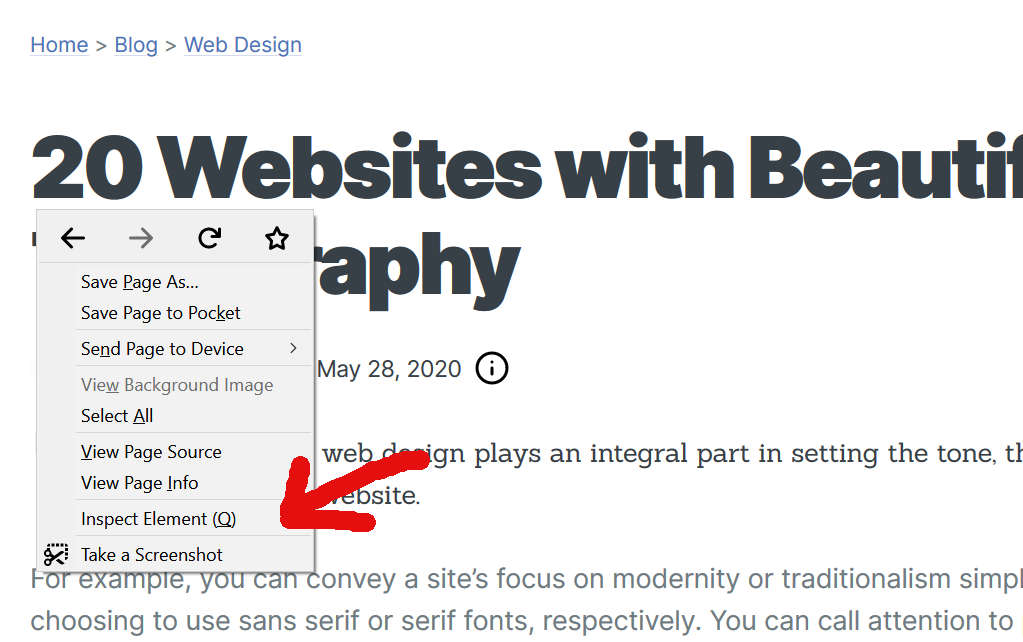 Home > Blog > Web Design
20 Websites with Beautif
raphy
Save Page As...
Save Page to Pocket
Send Page to Device
View Background Image
Select All
View Page Source
View Page Info
Inspect Element (Q)
Take a Screenshot
May 28, 2020
web design plays an integral part in setting the tone, th
website.
For example, you can convey a site's focus on modernity or traditionalism simpl
choosing to use sans serif or serif fonts, respectively. You can call attention to